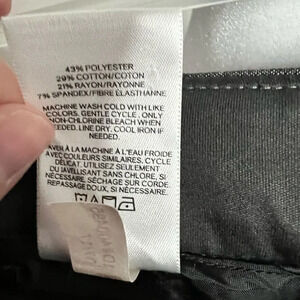 43% POLYESTER
29% COTTON/COTON
21% RAYON/RAYONNE
7% SPANDEX/FIBRE ÉLASTHANNE
MACHINE WASH COLD WITH LIKE
COLORS, GENTLE CYCLE. ONLY
NON-CHLORINE BLEACH WHEN
NEEDED. LINE DRY. COOL IRON IF
NEEDED.
LAVER À LA MACHINE À L'EAU FROIDE
AVEC COULEURS SIMILAIRES, CYCLE
DÉLICAT. UTILISEZ SEULEMENT
DU JAVELLISANT SANS CHLORE, SI
NÉCESSAIRE. SÉCHAGE SUR CORDE
REPASSAGE DOUX, SI NÉCESSAIRE.